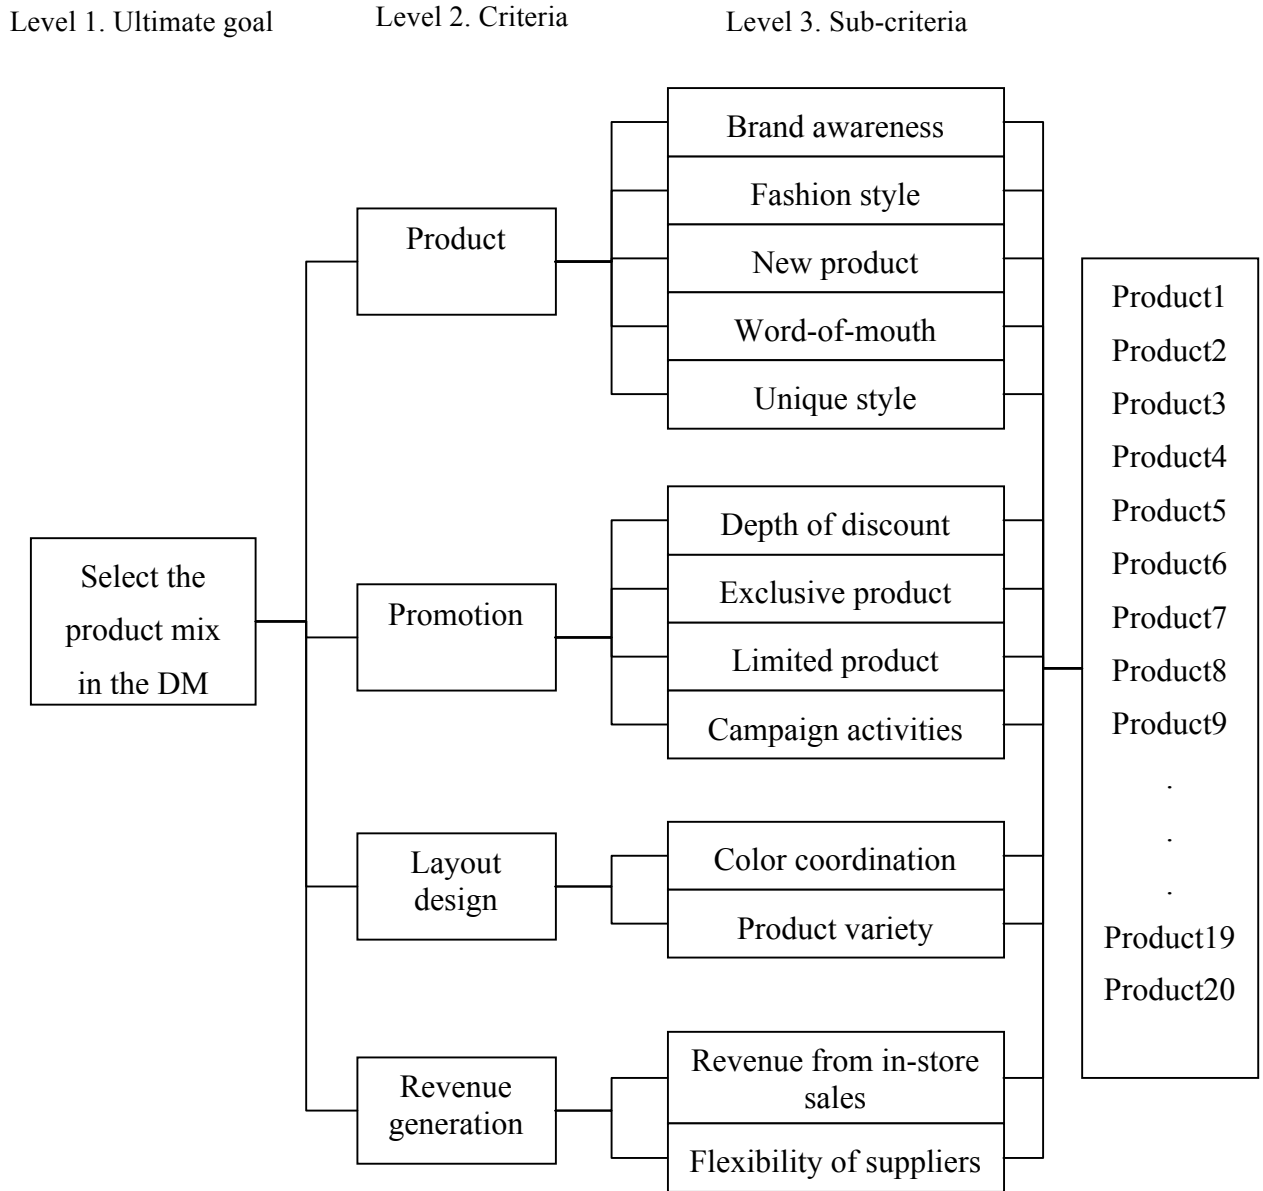 Level 1. Ultimate goal
Level 2. Criteria
Level 3. Sub-criteria
Select the
product mix
in the DM
Product
Promotion
Layout
design
Revenue
generation
Brand awareness
Fashion style
New product
Word-of-mouth
Unique style
Depth of discount
Exclusive product
Limited product
Campaign activities
Color coordination
Product variety
Revenue from in-store
sales
Flexibility of suppliers
Product1
Product2
Product3
Product4
Product5
Product6
Product7
Product8
Product9
.
.
.
Product19
Product20